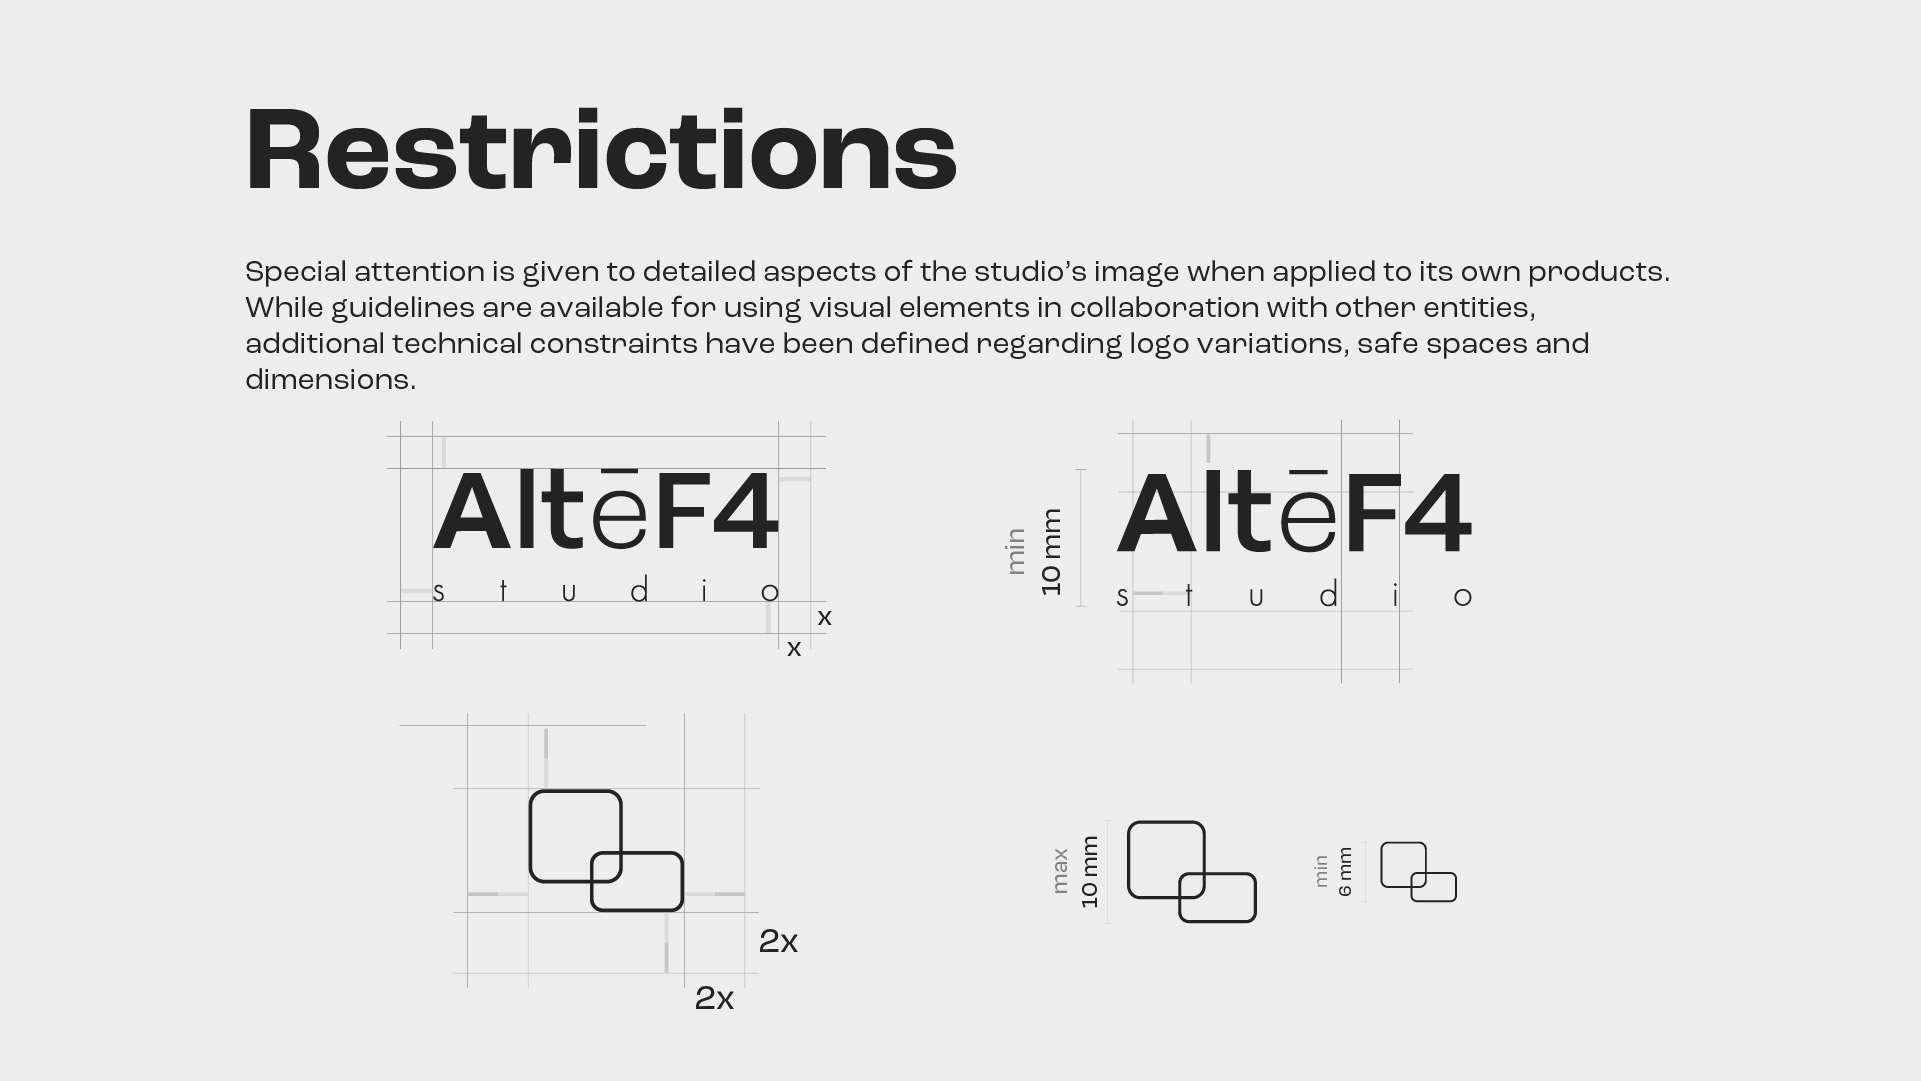 Restrictions
Special attention is given to detailed aspects of the studio’s image when applied to its own products.
While guidelines are available for using visual elements in collaboration with other entities,
additional technical constraints have been defined regarding logo variations, safe spaces and
dimensions.
AltēF4
studio
x
x
min
10 mm
AltēF4
studio
2x
2x
max
10 mm
min
6 mm